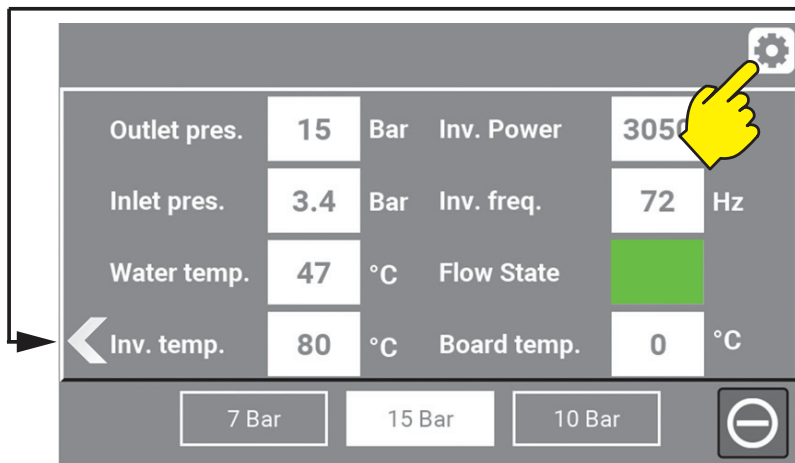 Outlet pres. 15 Bar Inv. Power 3050
Inlet pres. 3.4 Bar Inv. freq. 72 Hz
Water temp. 47 °C Flow State
Inv. temp. 80 °C Board temp. 0 °C
7 Bar 15 Bar 10 Bar